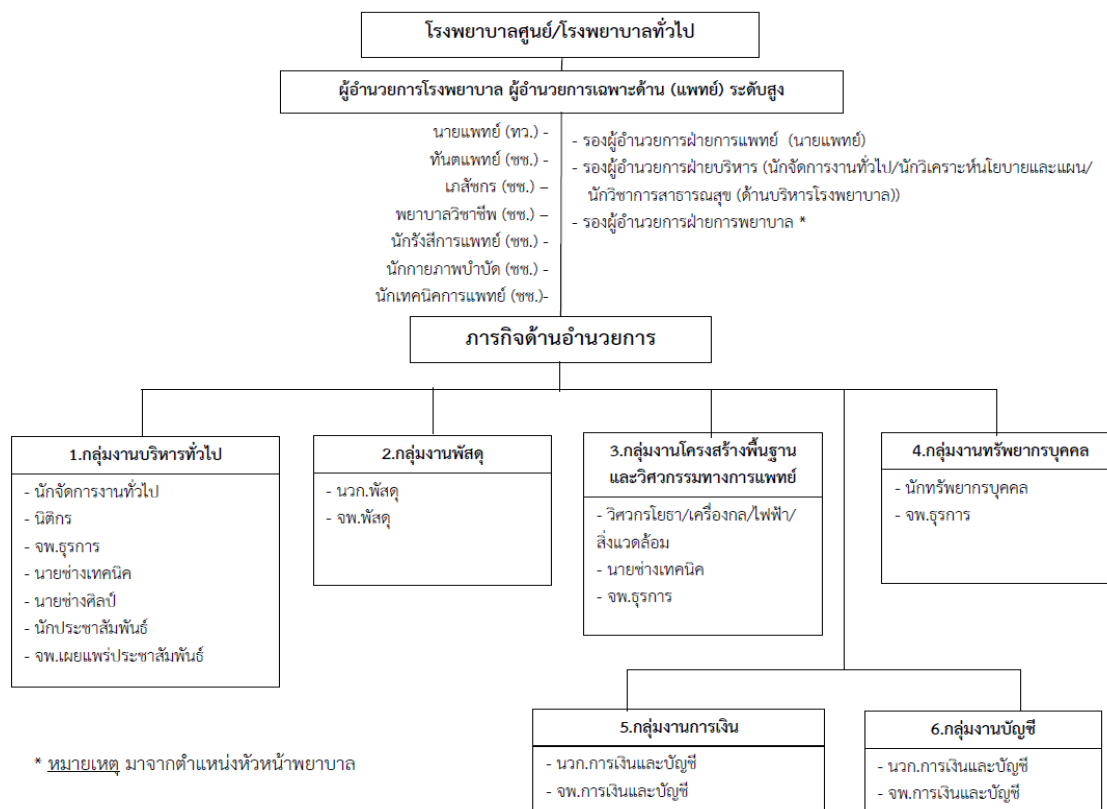 โรงพยาบาลศูนย์/โรงพยาบาลทั่วไป
ผู้อำนวยการโรงพยาบาล ผู้อำนวยการเฉพาะด้าน (แพทย์) ระดับสูง
นายแพทย์ (ทว.) -
ทันตแพทย์ (ชช.) -
เภสัชกร (ชช.) –
พยาบาลวิชาชีพ (ชช.) –
นักรังสีการแพทย์ (ชช.) -
นักกายภาพบำบัด (ชช.) -
นักเทคนิคการแพทย์ (ชช.)-
- รองผู้อำนวยการฝ่ายการแพทย์ (นายแพทย์)
- รองผู้อำนวยการฝ่ายบริหาร (นักจัดการงานทั่วไป/นักวิเคราะห์นโยบายและแผน/
นักวิชาการสาธารณสุข (ด้านบริหารโรงพยาบาล))
- รองผู้อำนวยการฝ่ายการพยาบาล *
ภารกิจด้านอำนวยการ
1.กลุ่มงานบริหารทั่วไป
- นักจัดการงานทั่วไป
- นิติกร
- จพ.ธุรการ
- นายช่างเทคนิค
- นายช่างศิลป์
- นักประชาสัมพันธ์
- จพ.เผยแพร่ประชาสัมพันธ์
2.กลุ่มงานพัสดุ
- นวก.พัสดุ
- จพ.พัสดุ
3.กลุ่มงานโครงสร้างพื้นฐาน
และวิศวกรรมทางการแพทย์
- วิศวกรโยธา/เครื่องกล/ไฟฟ้า/
สิ่งแวดล้อม
- นายช่างเทคนิค
- จพ.ธุรการ
4.กลุ่มงานทรัพยากรบุคคล
- นักทรัพยากรบุคคล
- จพ.ธุรการ
5.กลุ่มงานการเงิน
- นวก.การเงินและบัญชี
- จพ.การเงินและบัญชี
6.กลุ่มงานบัญชี
- นวก.การเงินและบัญชี
- จพ.การเงินและบัญชี
* หมายเหตุ มาจากตำแหน่งหัวหน้าพยาบาล